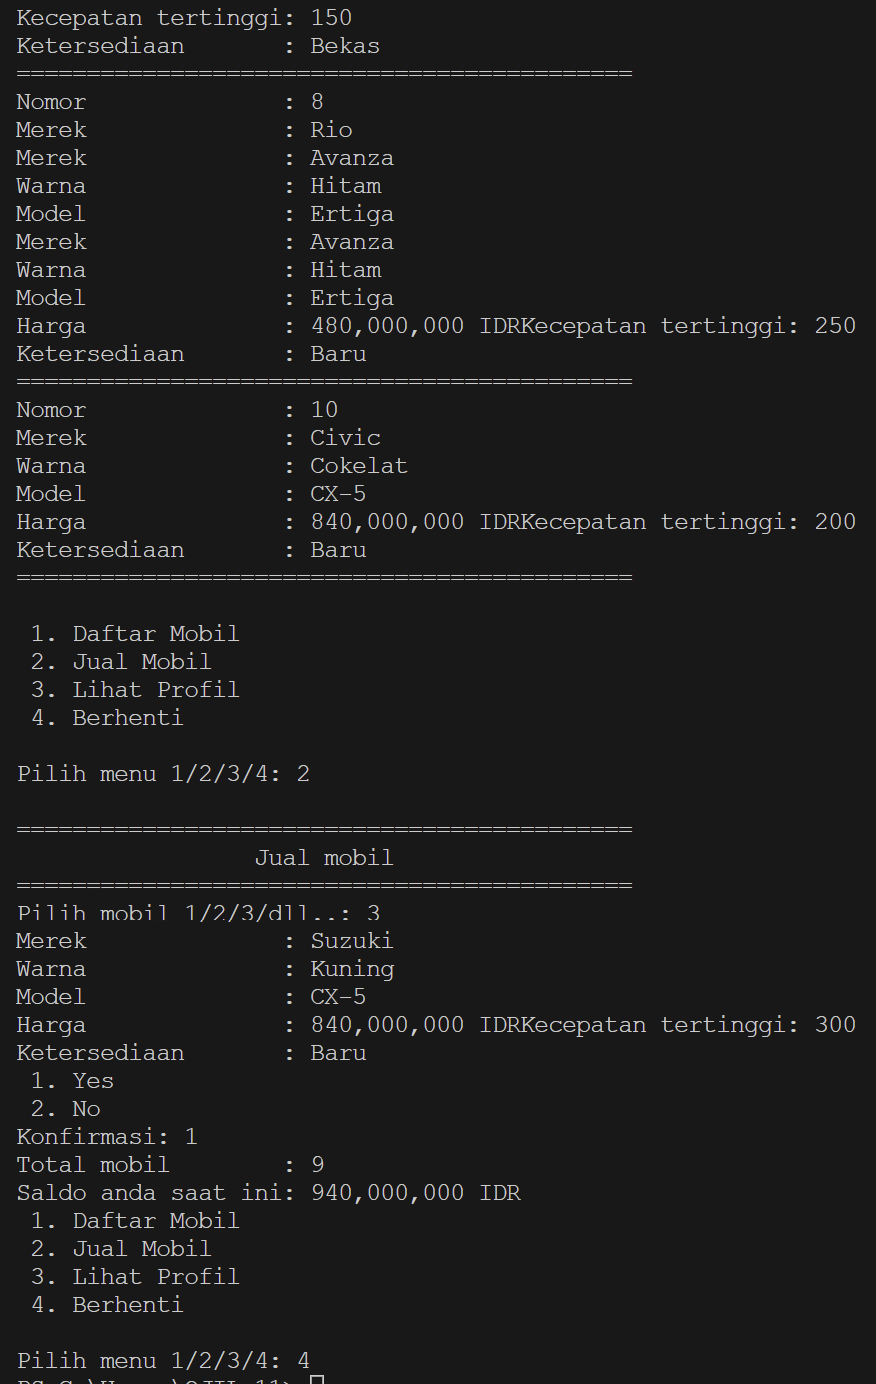 Kecepatan tertinggi: 150
Ketersediaan       : Bekas
============================================
Nomor              : 8
Merek              : Rio
Merek              : Avanza
Warna              : Hitam
Model              : Ertiga
Merek              : Avanza
Warna              : Hitam
Model              : Ertiga
Harga              : 480,000,000 IDRKecepatan tertinggi: 250
Ketersediaan       : Baru
============================================
Nomor              : 10
Merek              : Civic
Warna              : Cokelat
Model              : CX-5
Harga              : 840,000,000 IDRKecepatan tertinggi: 200
Ketersediaan       : Baru
============================================
1. Daftar Mobil
2. Jual Mobil
3. Lihat Profil
4. Berhenti
Pilih menu 1/2/3/4: 2
============================================
Jual mobil
============================================
Pilih mobil 1/2/3/dll..: 3
Merek              : Suzuki
Warna              : Kuning
Model              : CX-5
Harga              : 840,000,000 IDRKecepatan tertinggi: 300
Ketersediaan       : Baru
1. Yes
2. No
Konfirmasi: 1
Total mobil        : 9
Saldo anda saat ini: 940,000,000 IDR
1. Daftar Mobil
2. Jual Mobil
3. Lihat Profil
4. Berhenti
Pilih menu 1/2/3/4: 4